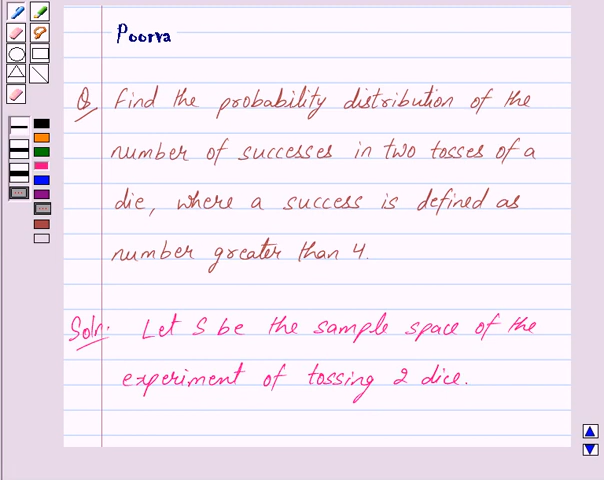 Poorva
Q. Find the probability distribution of the
number of successes in two tosses of a
die, where a success is defined as
number greater than 4.
Soln: Let S be the sample space of the
experiment of tossing 2 dice.